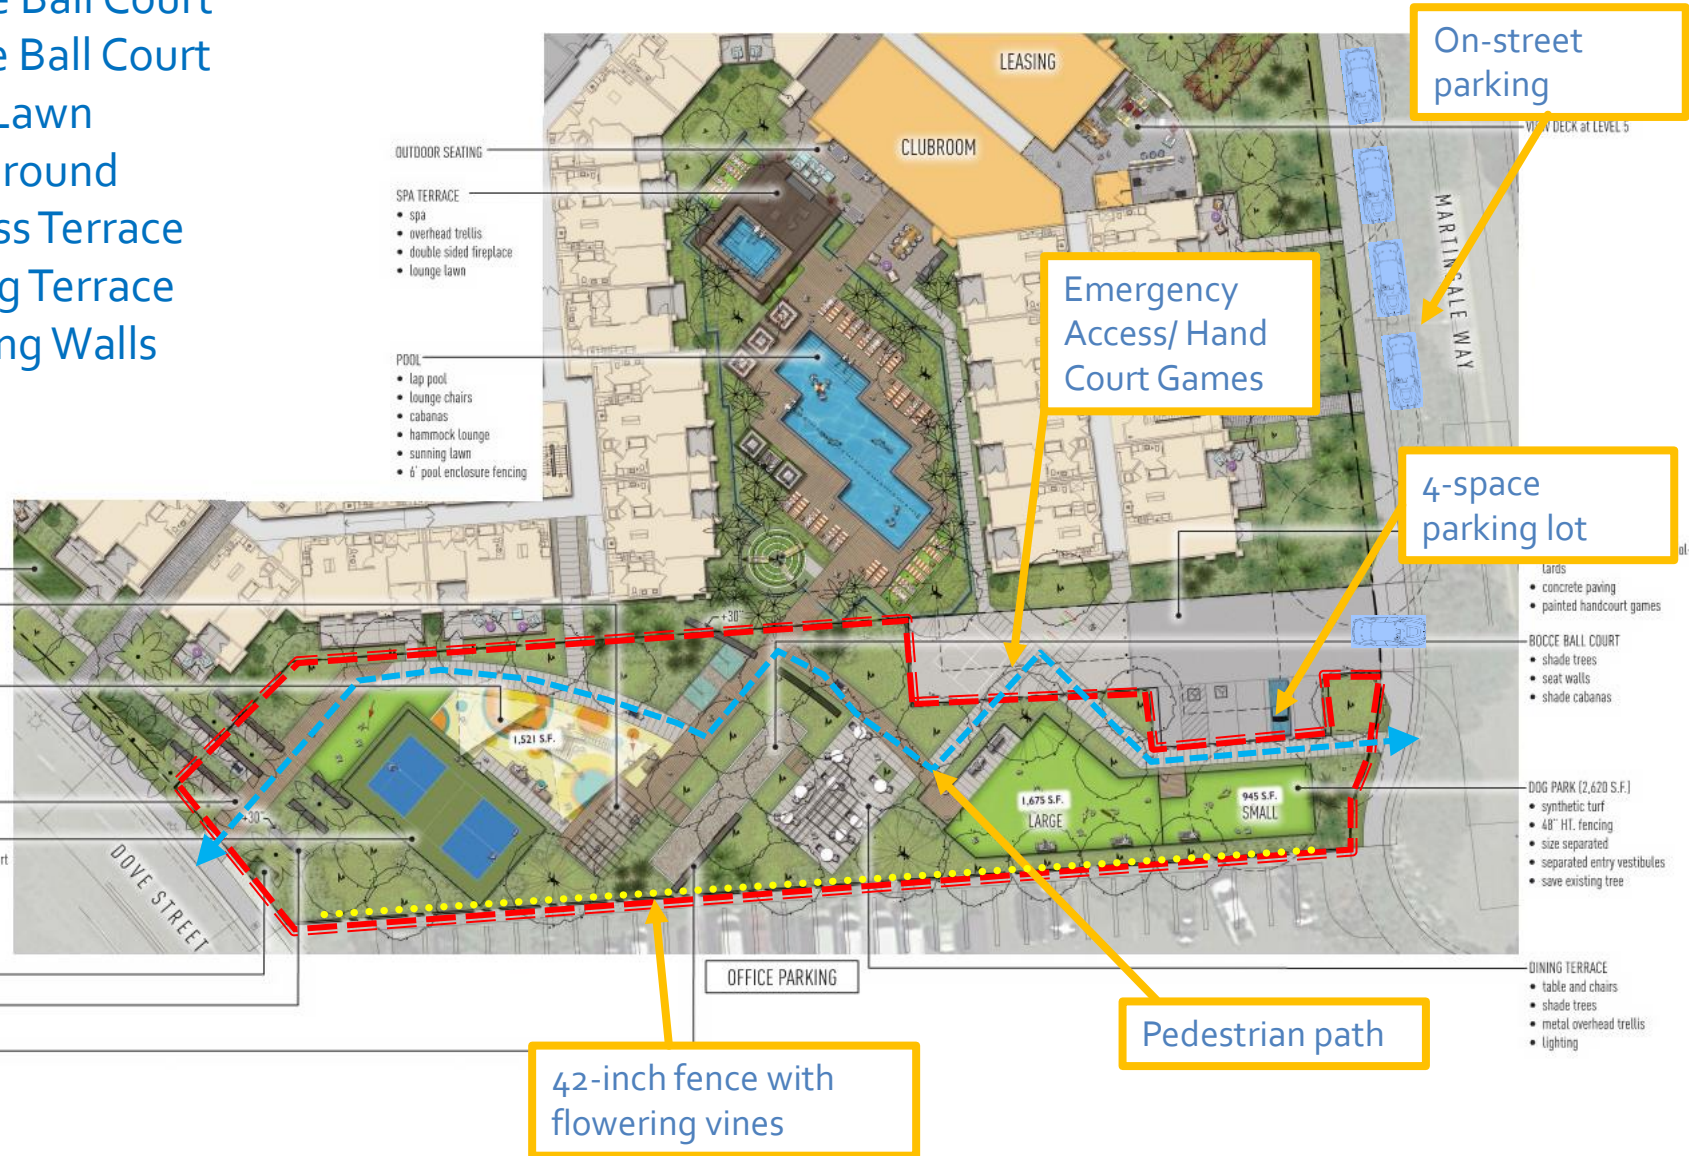 e Ball Court
e Ball Court
Lawn
round
ss Terrace
g Terrace
ng Walls
On-street
parking
LEASING
CLUBROOM
OUTDOOR SEATING
SPA TERRACE
• spa
• overhead trellis
• double sided fireplace
• lounge lawn
POOL
• lap pool
• lounge chairs
• cabanas
• hammock lounge
• sunning lawn
• 6' pool enclosure fencing
DECK at LEVEL 5
MARTINGALE WAY
Emergency
Access/ Hand
Court Games
4-space
parking lot
• concrete paving
• painted handcourt games
BOCCE BALL COURT
• shade trees
• seat walls
• shade cabanas
+30"
1,521 S.F.
1,675 S.F.
LARGE
945 S.F.
SMALL
DOG PARK (2,620 S.F.)
• synthetic turf
• 48" HT. fencing
• size separated
• separated entry vestibules
• save existing tree
+30"
rt
DOVE STREET
OFFICE PARKING
DINING TERRACE
• table and chairs
• shade trees
• metal overhead trellis
• lighting
Pedestrian path
42-inch fence with
flowering vines